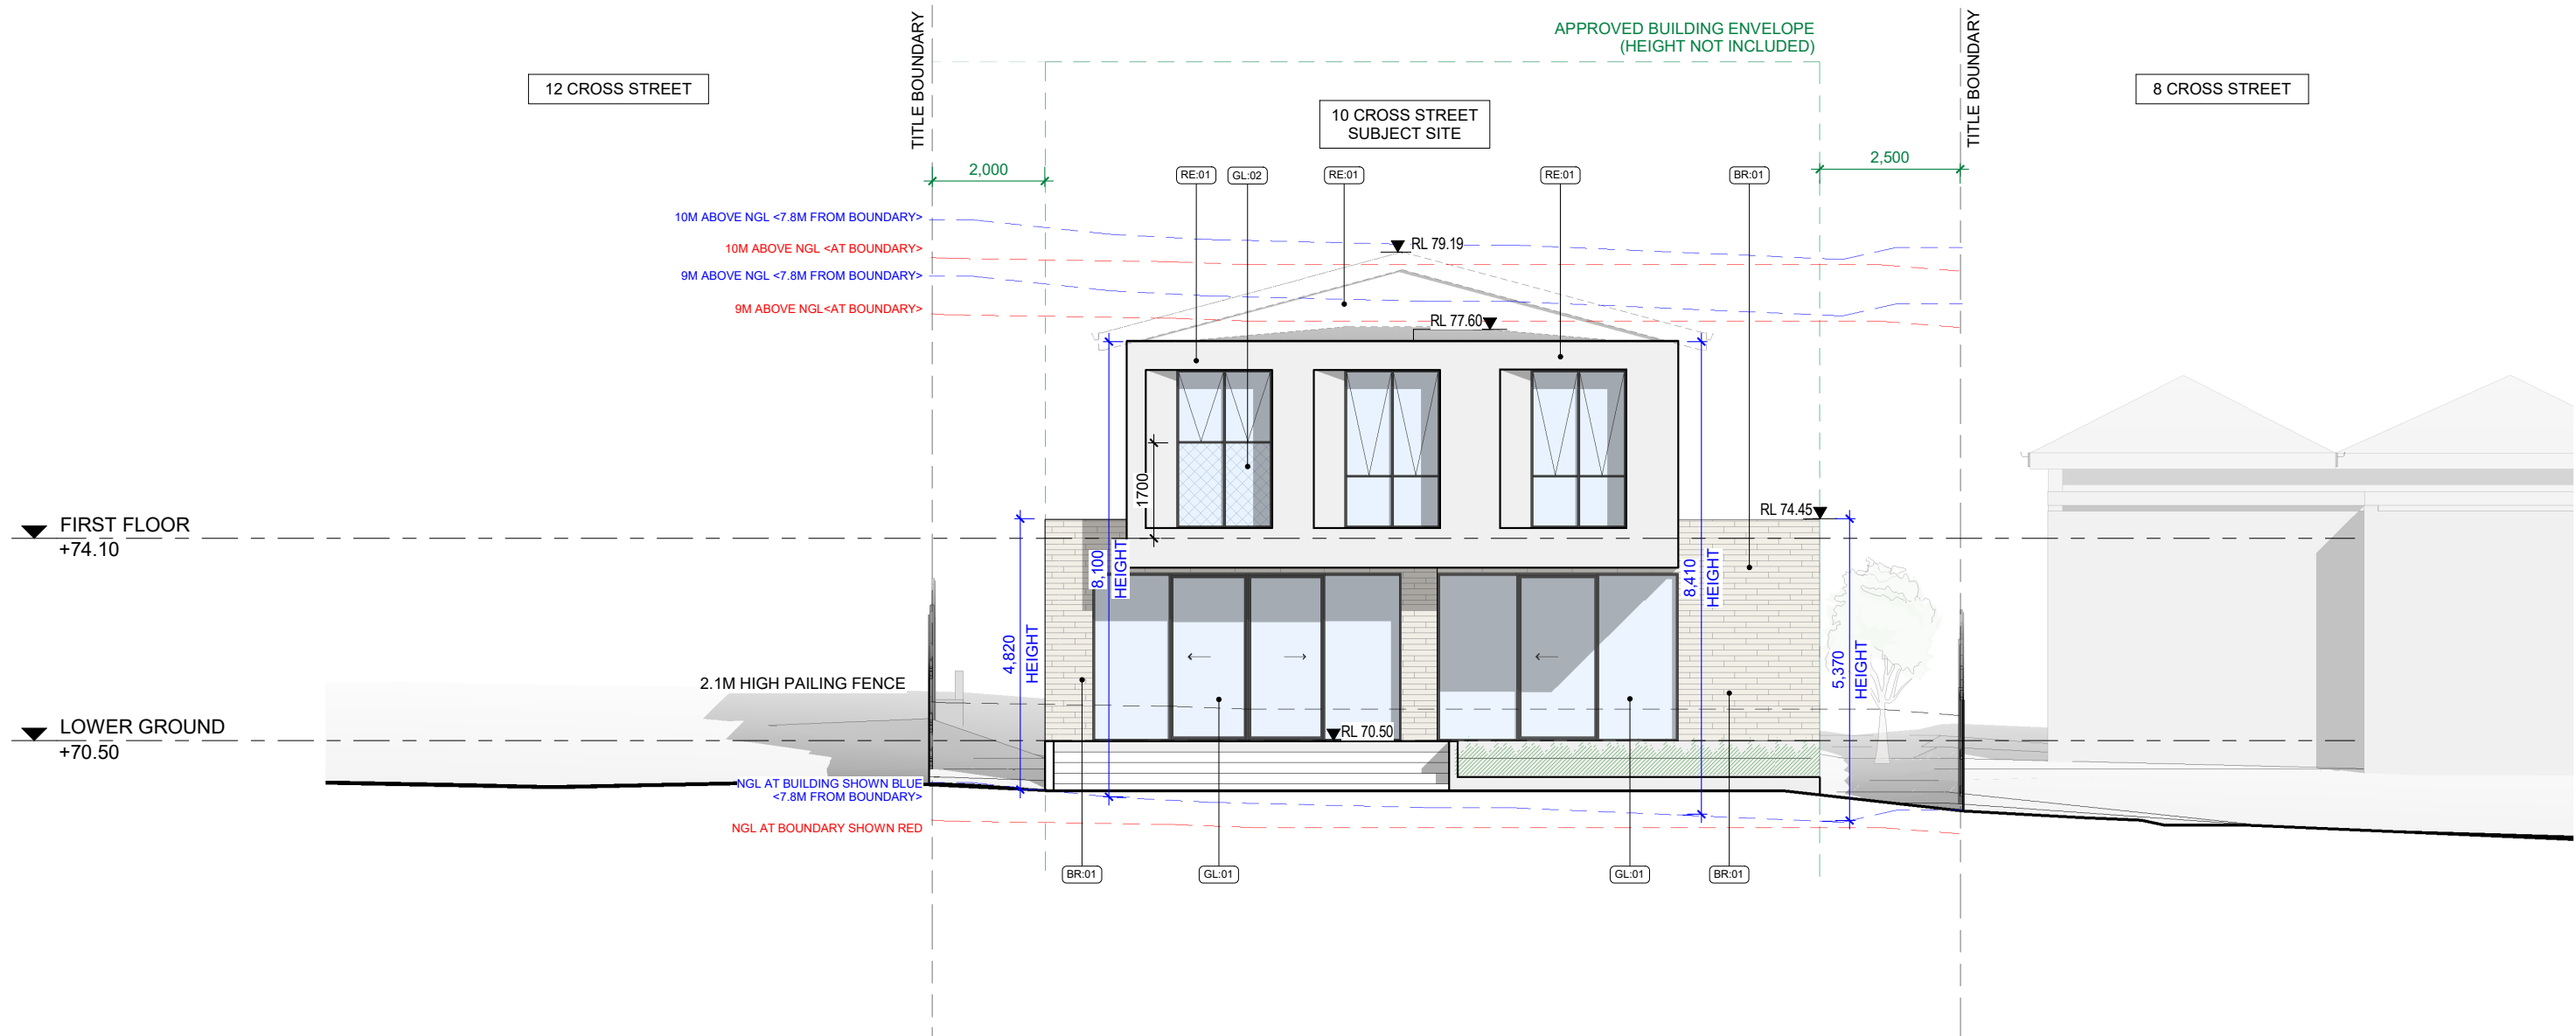 TITLE BOUNDARY
APPROVED BUILDING ENVELOPE
(HEIGHT NOT INCLUDED)
TITLE BOUNDARY
12 CROSS STREET
10 CROSS STREET
SUBJECT SITE
8 CROSS STREET
2,000
2,500
RE:01
GL:02
RE:01
RE:01
BR:01
10M ABOVE NGL <7.8M FROM BOUNDARY>
10M ABOVE NGL <AT BOUNDARY>
9M ABOVE NGL <7.8M FROM BOUNDARY>
9M ABOVE NGL<AT BOUNDARY>
RL 79.19
RL 77.60
1700
RL 74.45
FIRST FLOOR
+74.10
8,100
HEIGHT
8,410
HEIGHT
4,820
HEIGHT
5,370
HEIGHT
2.1M HIGH PAILING FENCE
LOWER GROUND
+70.50
RL 70.50
NGL AT BUILDING SHOWN BLUE
<7.8M FROM BOUNDARY>
NGL AT BOUNDARY SHOWN RED
BR:01
GL:01
GL:01
BR:01